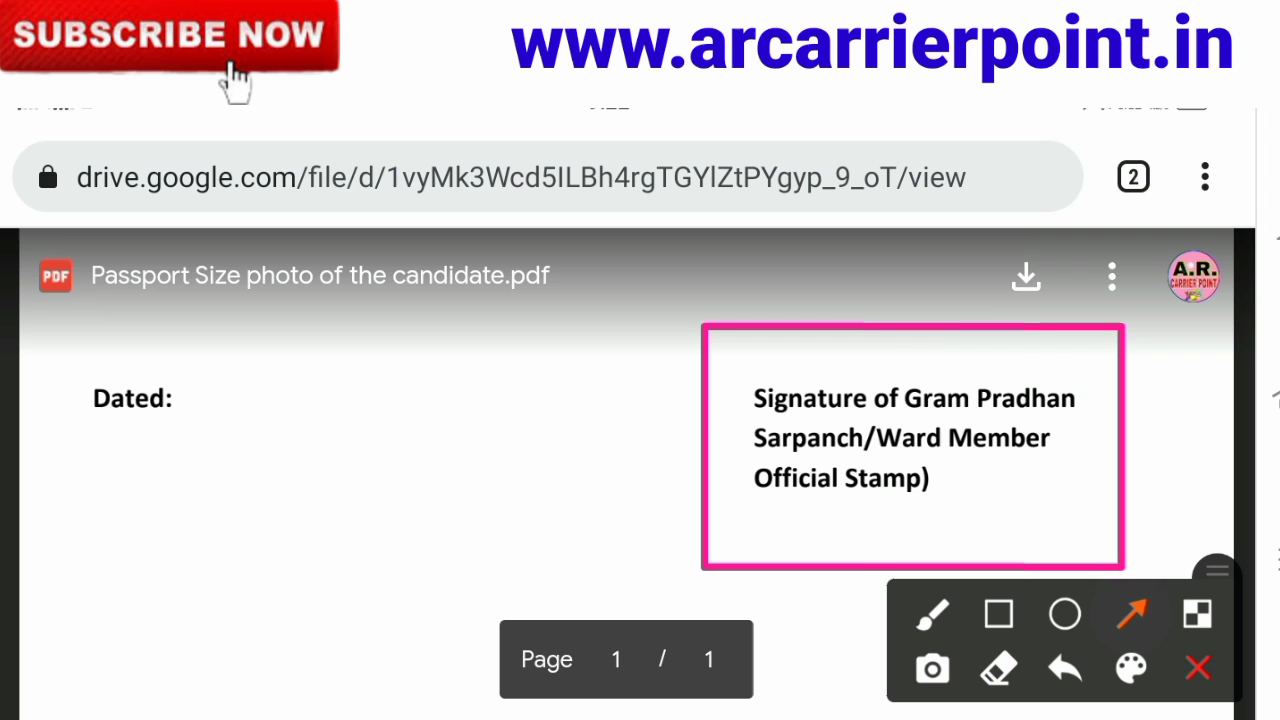 SUBSCRIBE NOW
www.arcarrierpoint.in
drive.google.com/file/d/1vyMk3Wcd5ILBh4rgTGYlZtPYgyp_9_oT/view
2
PDF
Passport Size photo of the candidate.pdf
A.R.
CARRIER POINT
Dated:
Signature of Gram Pradhan
Sarpanch/Ward Member
Official Stamp)
Page 1 / 1